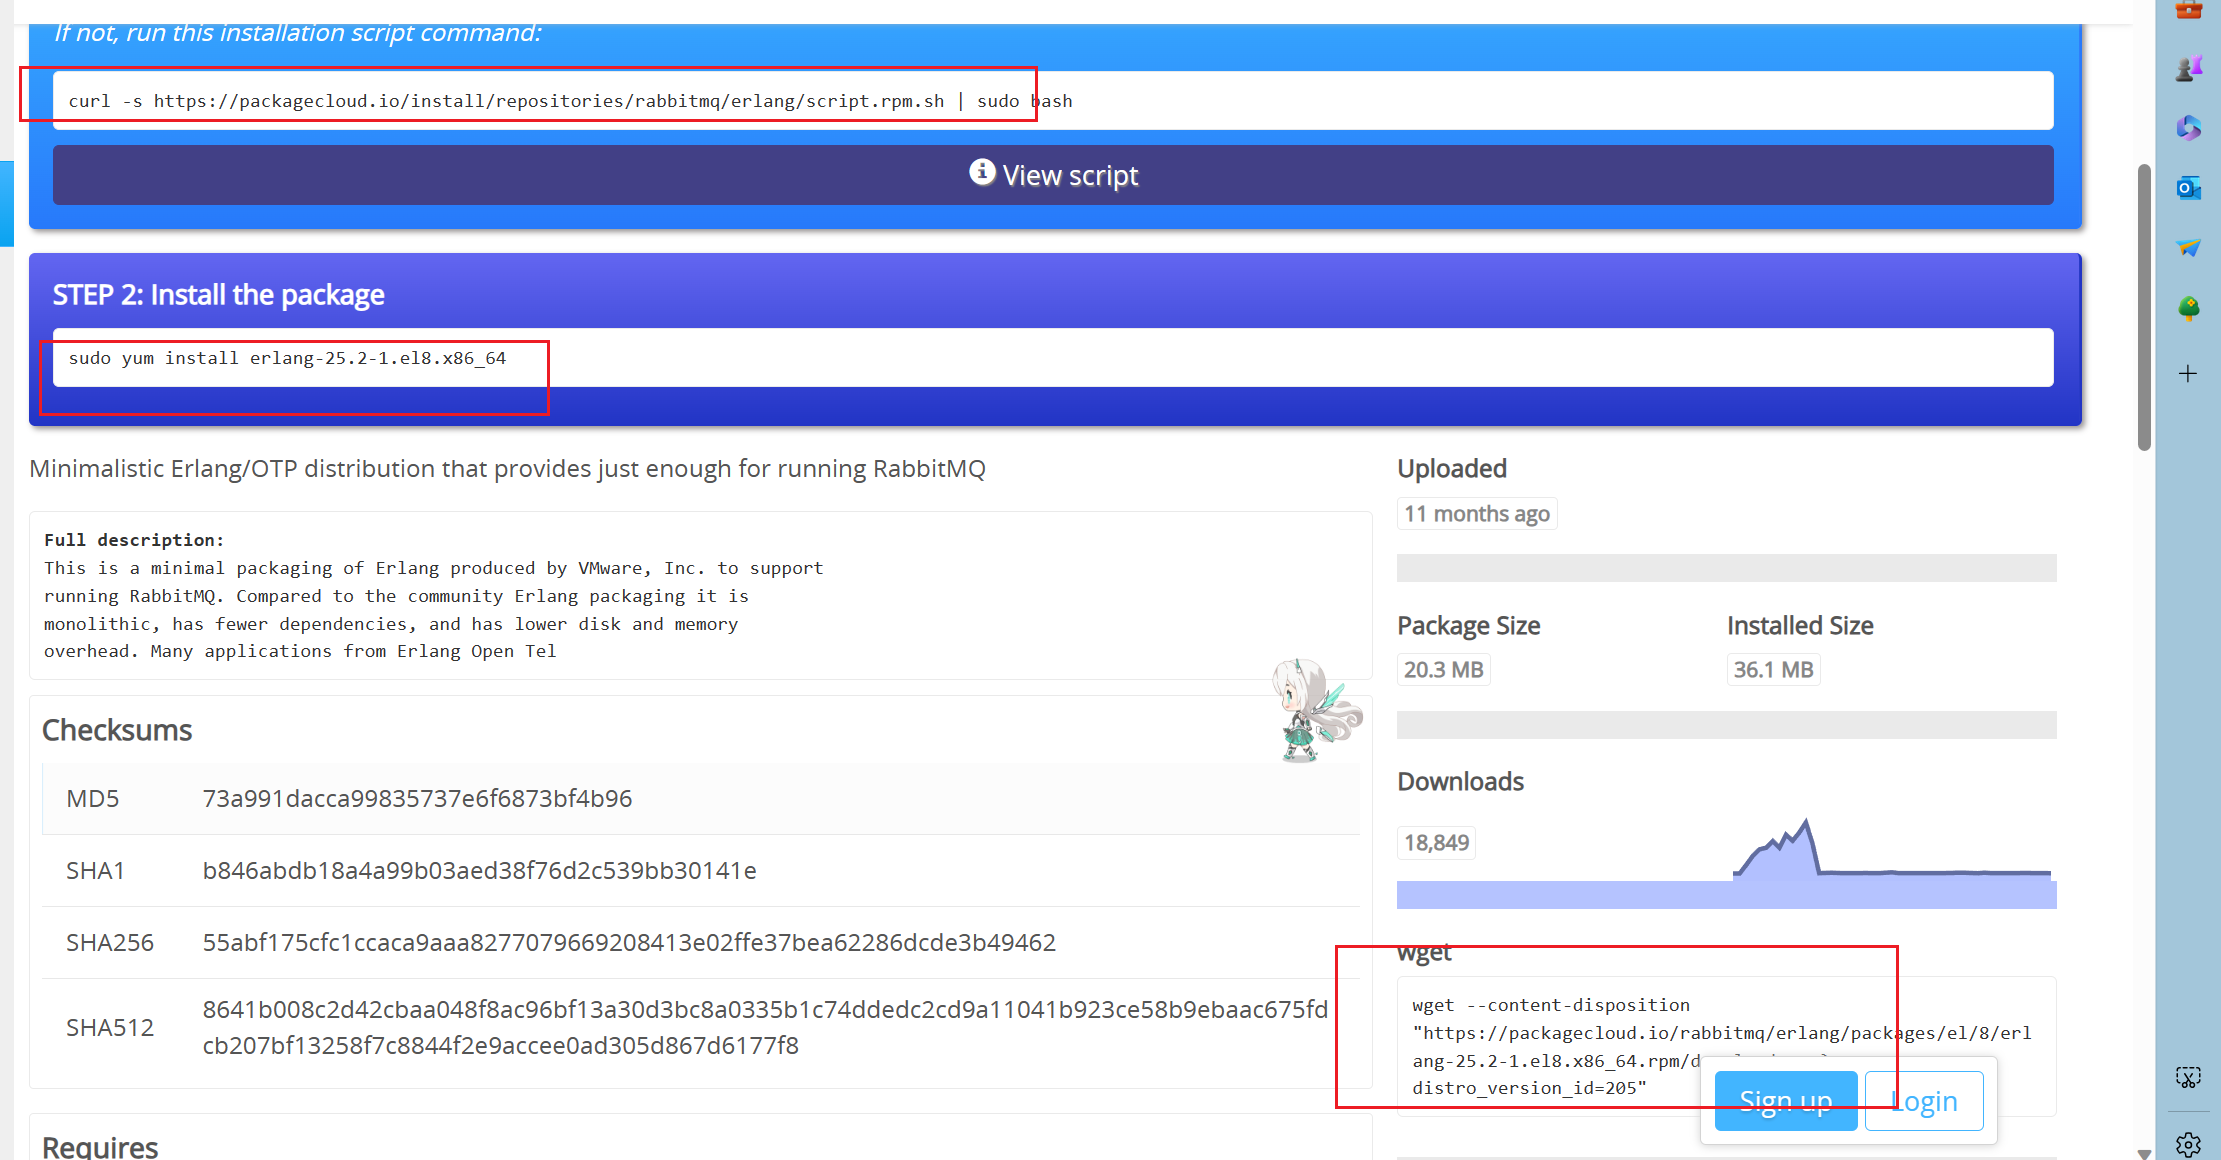 If not, run this installation script command:
curl -s https://packagecloud.io/install/repositories/rabbitmq/erlang/script.rpm.sh | sudo bash
View script
STEP 2: Install the package
sudo yum install erlang-25.2-1.el8.x86_64
Minimalistic Erlang/OTP distribution that provides just enough for running RabbitMQ
Full description:
This is a minimal packaging of Erlang produced by VMware, Inc. to support
running RabbitMQ. Compared to the community Erlang packaging it is
monolithic, has fewer dependencies, and has lower disk and memory
overhead. Many applications from Erlang Open Tel
Checksums
MD5 73a991dacca99835737e6f6873bf4b96
SHA1 b846abdb18a4a99b03aed38f76d2c539bb30141e
SHA256 55abf175cfc1ccaca9aaa8277079669208413e02ffe37bea62286dcde3b49462
SHA512 8641b008c2d42cbaa048f8ac96bf13a30d3bc8a0335b1c74ddedc2cd9a11041b923ce58b9ebaac675fd
cb207bf13258f7c8844f2e9accee0ad305d867d6177f8
Requires
Uploaded
11 months ago
Package Size
20.3 MB
Installed Size
36.1 MB
Downloads
18,849
wget
wget --content-disposition
"https://packagecloud.io/rabbitmq/erlang/packages/el/8/erl
ang-25.2-1.el8.x86_64.rpm/d
distro_version_id=205"
Sign up
Login